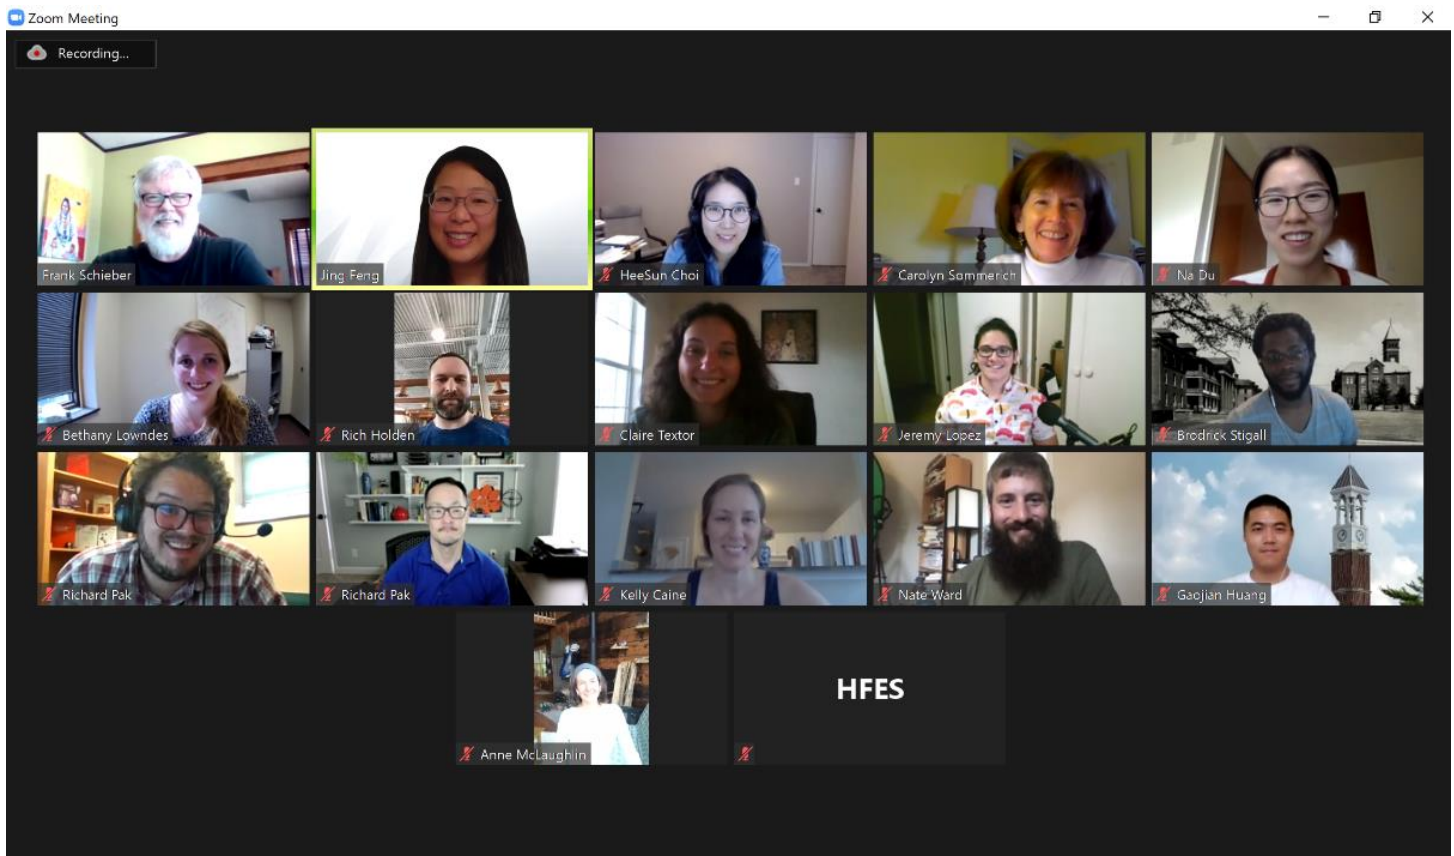 Zoom Meeting
Recording...
Frank Schieber
Jing Feng
HeeSun Choi
Carolyn Sommerich
Na Du
Bethany Lowndes
Rich Holden
Claire Textor
Jeremy Lopez
Brodrick Stigall
Richard Pak
Richard Pak
Kelly Caine
Nate Ward
Gaojian Huang
Anne McLaughlin
HFES